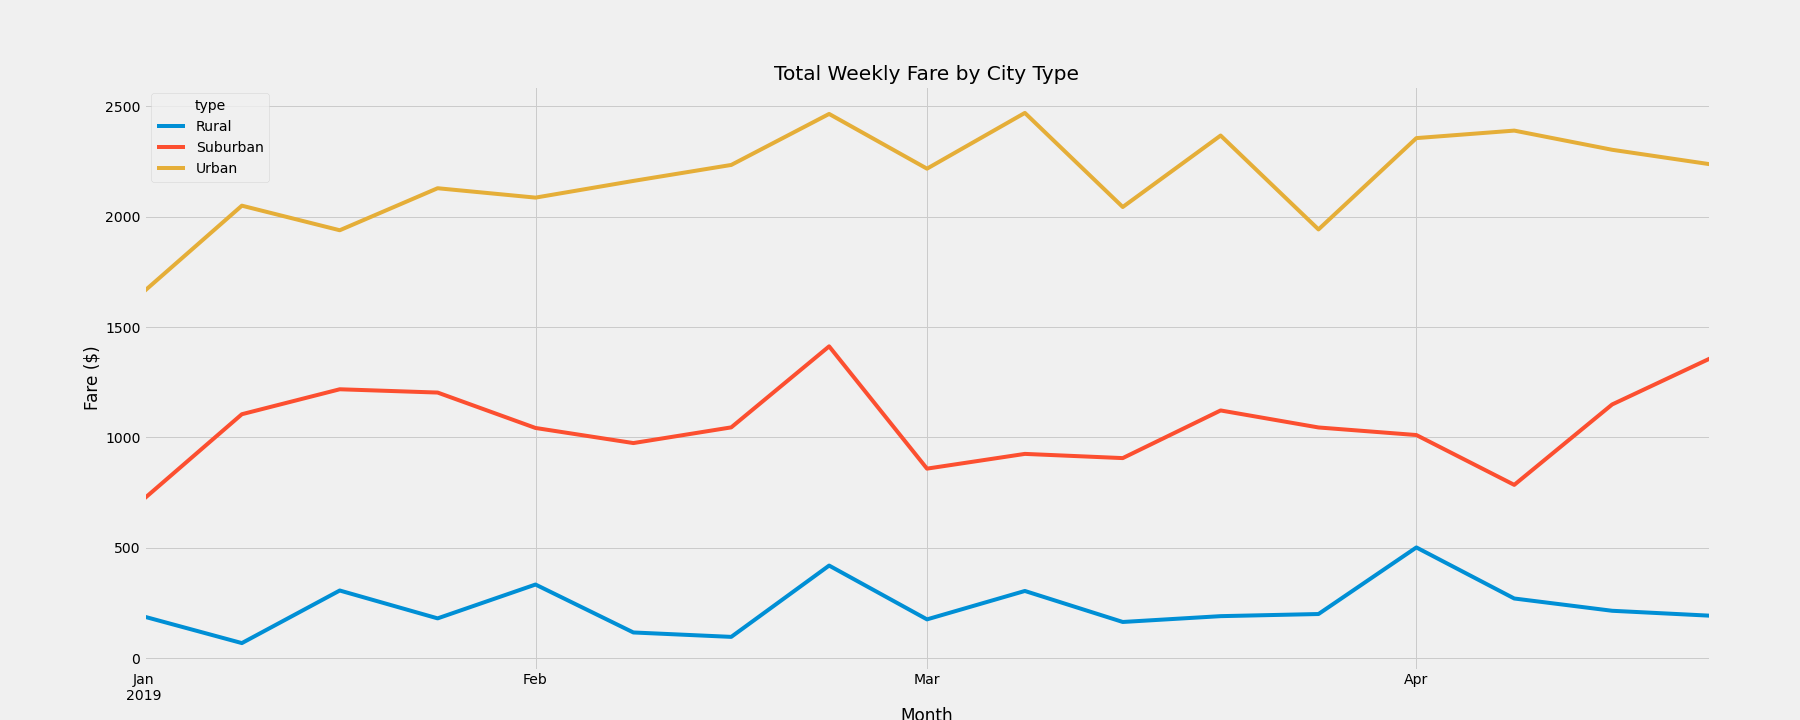 Total Weekly Fare by City Type
type
Rural
Suburban
Urban
Fare ($)
2500
2000
1500
1000
500
0
Jan Feb Mar Apr
2019
Month